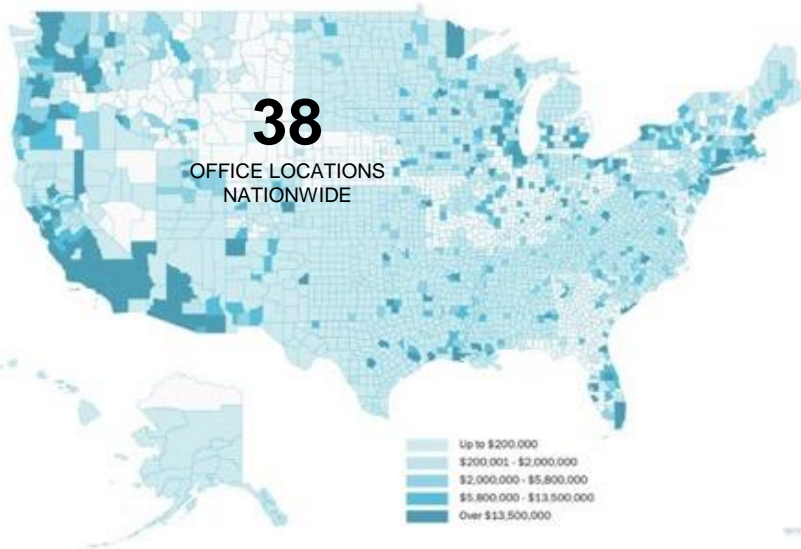 38
OFFICE LOCATIONS
NATIONWIDE
Up to $200,000
$200,001 - $2,000,000
$2,000,000 - $5,800,000
$5,800,000 - $13,500,000
Over $13,500,000